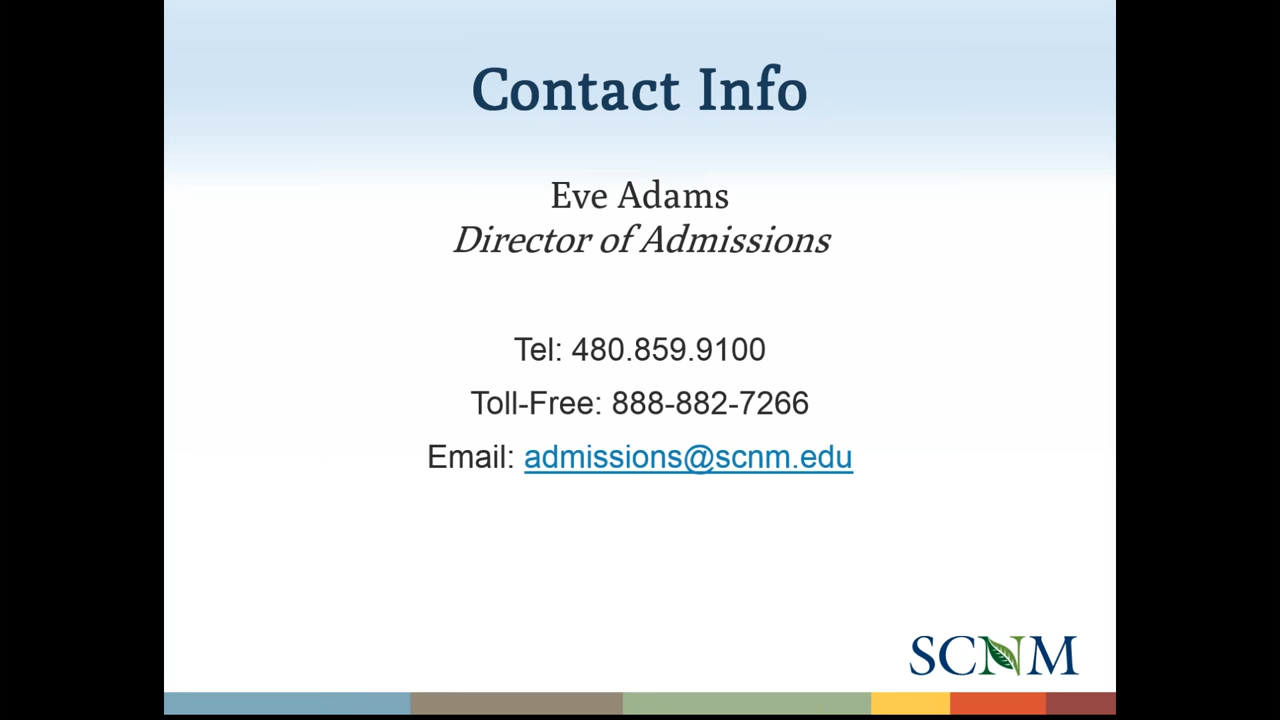 Contact Info
Eve Adams
Director of Admissions
Tel: 480.859.9100
Toll-Free: 888-882-7266
Email: admissions@scnm.edu
SCNM